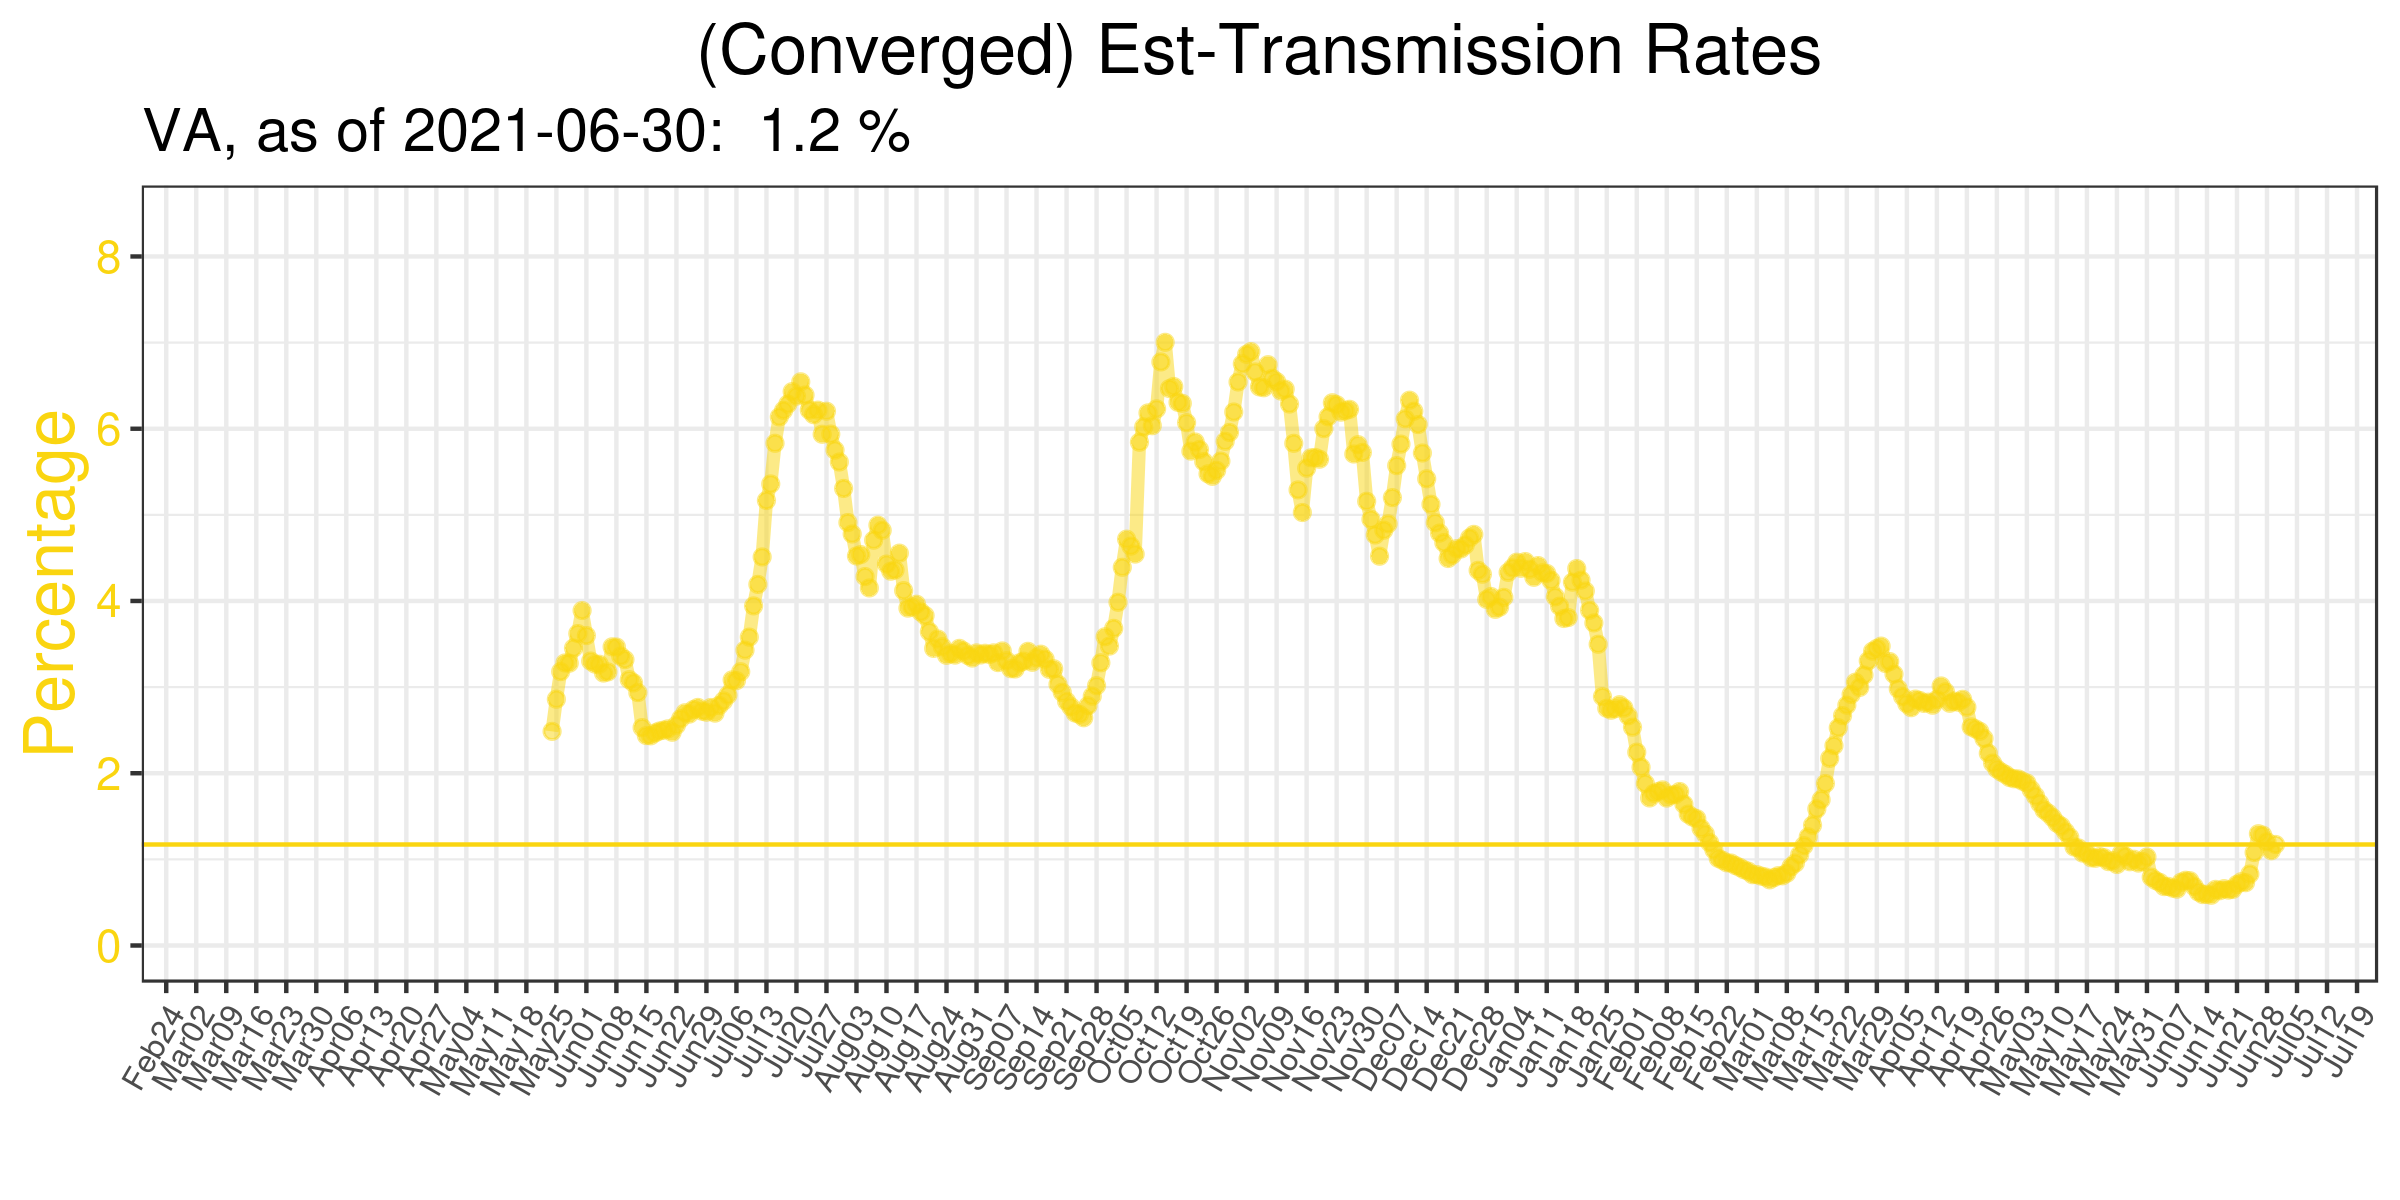 (Converged) Est-Transmission Rates
VA, as of 2021-06-30: 1.2 %
Percentage
8
6
4
2
0
Feb24
Mar02
Mar09
Mar16
Mar23
Mar30
Apr06
Apr13
Apr20
Apr27
May04
May11
May18
May25
Jun01
Jun08
Jun15
Jun22
Jun29
Jul06
Jul13
Jul20
Jul27
Aug03
Aug10
Aug17
Aug24
Aug31
Sep07
Sep14
Sep21
Sep28
Oct05
Oct12
Oct19
Oct26
Nov02
Nov09
Nov16
Nov23
Nov30
Dec07
Dec14
Dec21
Dec28
Jan04
Jan11
Jan18
Jan25
Feb01
Feb08
Feb15
Feb22
Mar01
Mar08
Mar15
Mar22
Mar29
Apr05
Apr12
Apr19
Apr26
May03
May10
May17
May24
May31
Jun07
Jun14
Jun21
Jun28
Jul05
Jul12
Jul19